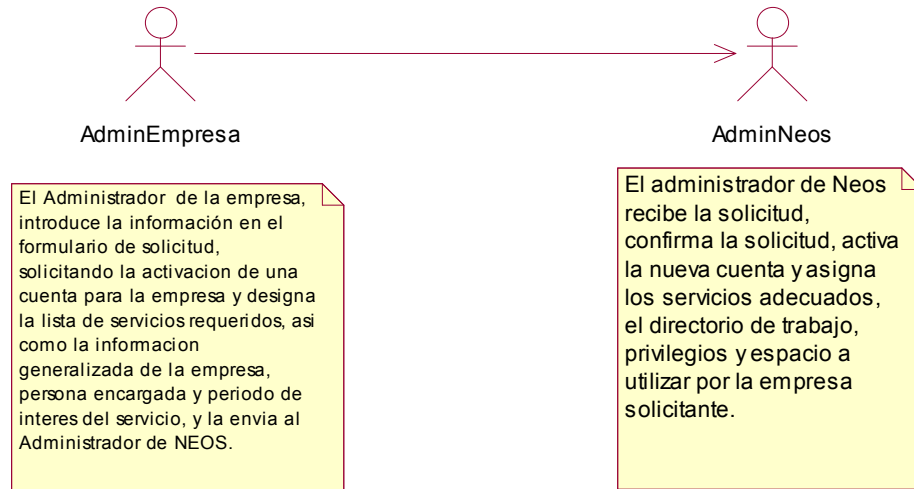 AdminEmpresa
AdminNeos
El Administrador de la empresa,
introduce la información en el
formulario de solicitud,
solicitando la activacion de una
cuenta para la empresa y designa
la lista de servicios requeridos, asi
como la informacion
generalizada de la empresa,
persona encargada y periodo de
interes del servicio, y la envia al
Administrador de NEOS.
El administrador de Neos
recibe la solicitud,
confirma la solicitud, activa
la nueva cuenta y asigna
los servicios adecuados,
el directorio de trabajo,
privilegios y espacio a
utilizar por la empresa
solicitante.